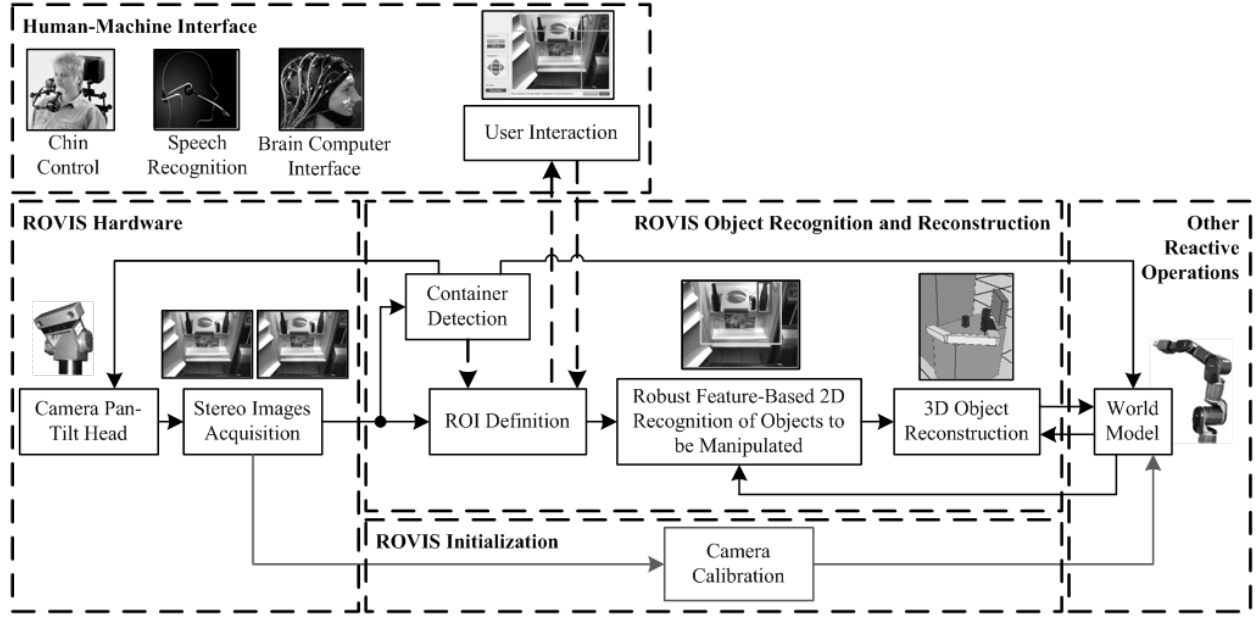 Human-Machine Interface
Chin
Control
Speech
Recognition
Brain Computer
Interface
User Interaction
ROVIS Hardware
ROVIS Object Recognition and Reconstruction
Other
Reactive
Operations
Container
Detection
Camera Pan-
Tilt Head
Stereo Images
Acquisition
ROI Definition
Robust Feature-Based 2D
Recognition of Objects to
be Manipulated
3D Object
Reconstruction
World
Model
ROVIS Initialization
Camera
Calibration